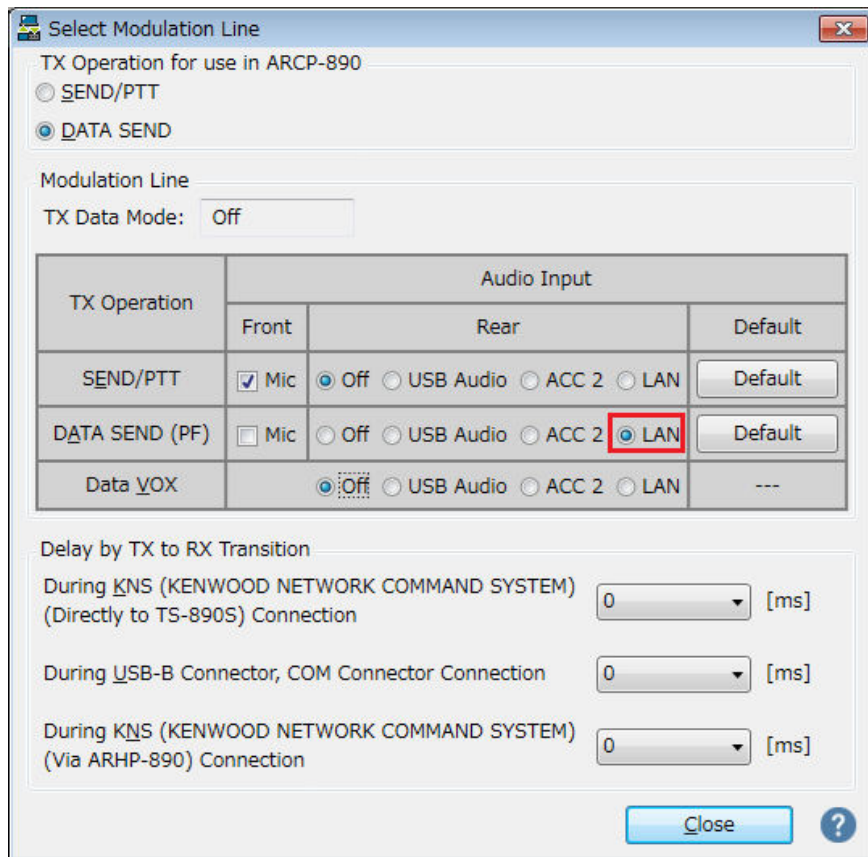 Select Modulation Line
TX Operation for use in ARCP-890
SEND/PTT
DATA SEND
Modulation Line
TX Data Mode: Off
TX Operation
Audio Input
Front Rear Default
SEND/PTT Mic Off USB Audio ACC 2 LAN Default
DATA SEND (PF) Mic Off USB Audio ACC 2 LAN Default
Data VOX Off USB Audio ACC 2 LAN ---
Delay by TX to RX Transition
During KNS (KENWOOD NETWORK COMMAND SYSTEM)
(Directly to TS-890S) Connection
0 [ms]
During USB-B Connector, COM Connector Connection 0 [ms]
During KNS (KENWOOD NETWORK COMMAND SYSTEM)
(Via ARHP-890) Connection
0 [ms]
Close ?